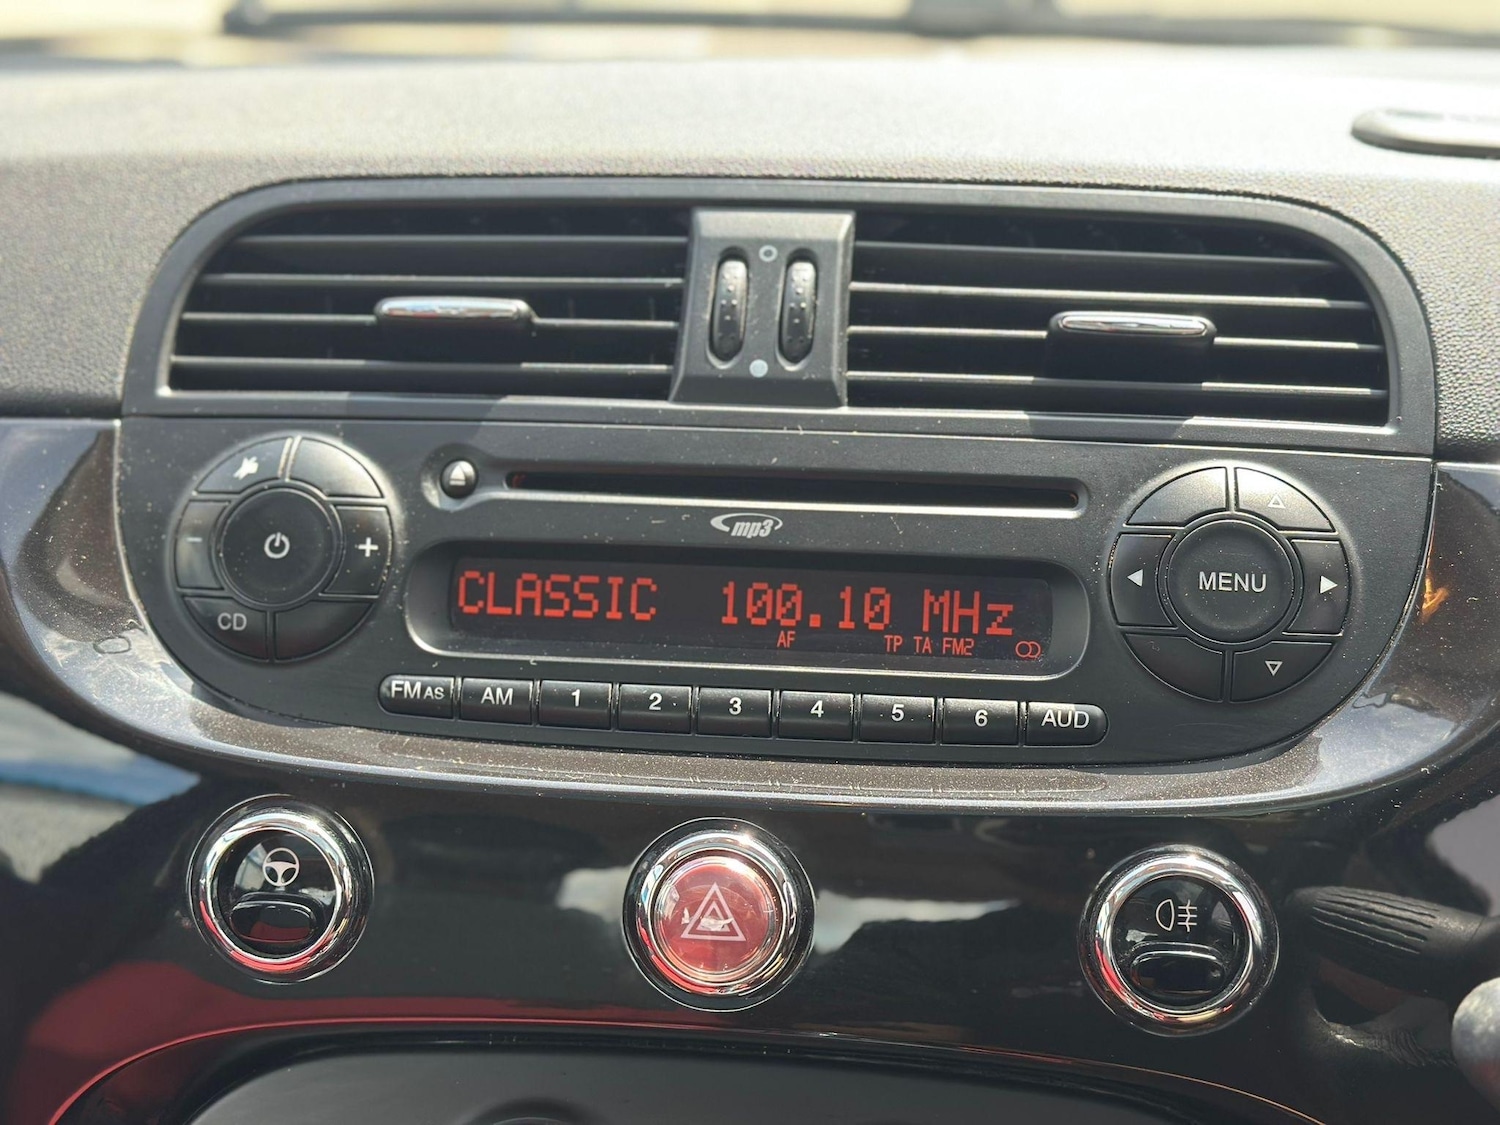 mp3
CLASSIC 100.10 MHz
AF TP TA FM2
MENU
CD
FM AS AM 1 2 3 4 5 6 AUD